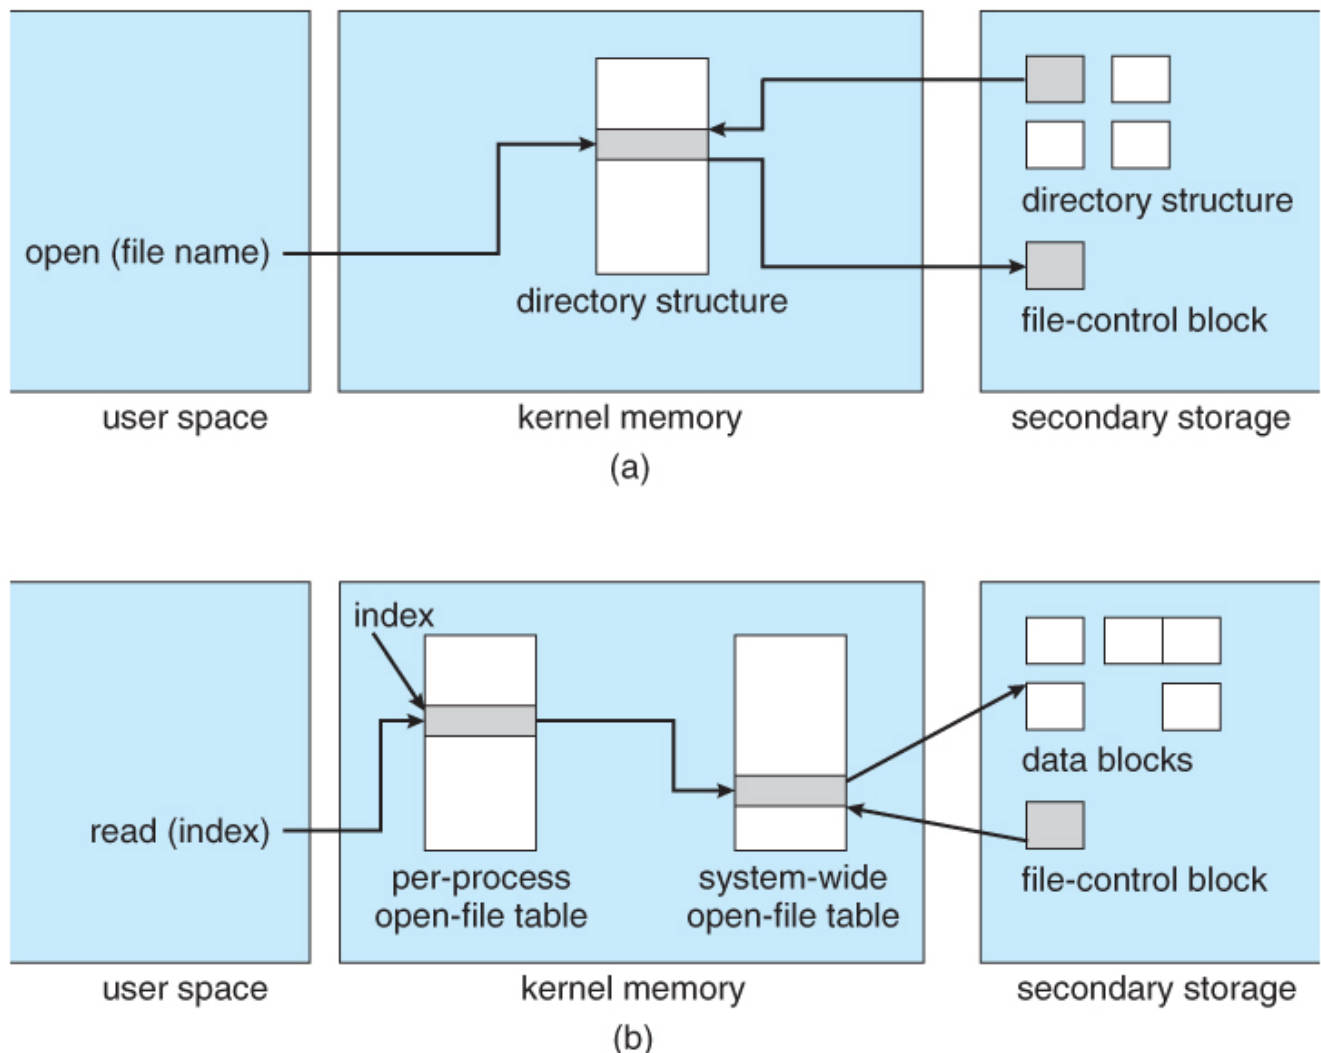 directory structure
open (file name)
directory structure
file-control block
user space
kernel memory
secondary storage
(a)
index
data blocks
read (index)
per-process
open-file table
system-wide
open-file table
file-control block
user space
kernel memory
secondary storage
(b)